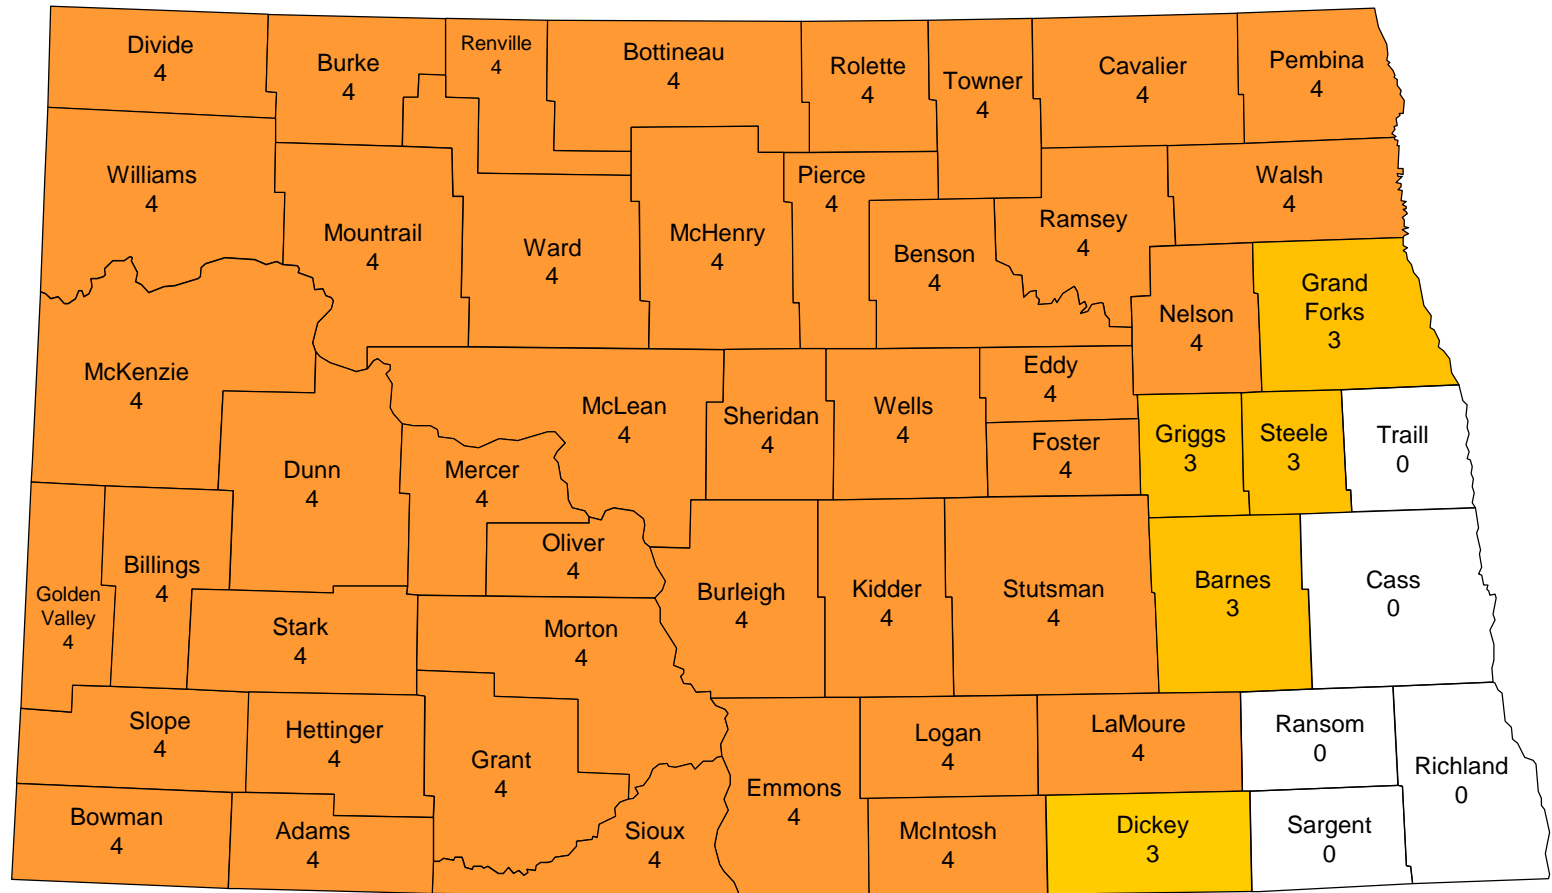 Divide
4
Burke
4
Renville
4
Bottineau
4
Rolette
4
Towner
4
Cavalier
4
Pembina
4
Williams
4
Mountrail
4
Ward
4
McHenry
4
Pierce
4
Benson
4
Ramsey
4
Walsh
4
Nelson
4
Grand
Forks
3
McKenzie
4
Dunn
4
McLean
4
Mercer
4
Oliver
4
Sheridan
4
Wells
4
Eddy
4
Foster
4
Griggs
3
Steele
3
Traill
0
Golden
Valley
4
Billings
4
Stark
4
Morton
4
Burleigh
4
Kidder
4
Stutsman
4
Barnes
3
Cass
0
Slope
4
Hettinger
4
Grant
4
Emmons
4
Logan
4
LaMoure
4
Ransom
0
Richland
0
Bowman
4
Adams
4
Sioux
4
McIntosh
4
Dickey
3
Sargent
0